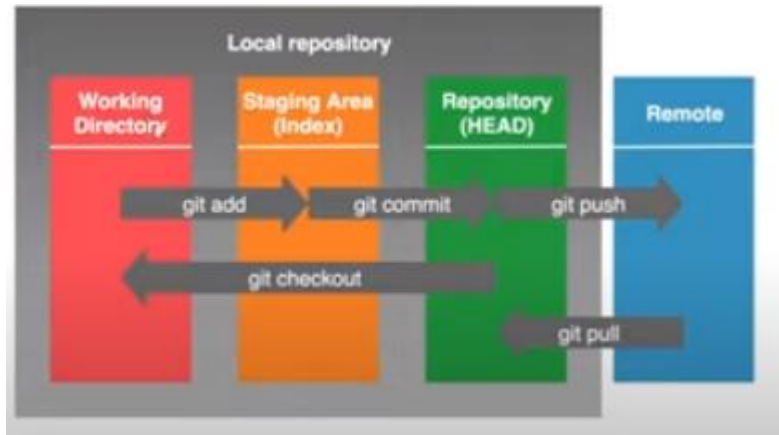 Local repository
Working
Directory
Staging Area
(Index)
Repository
(HEAD)
Remote
git add
git commit
git push
git checkout
git pull